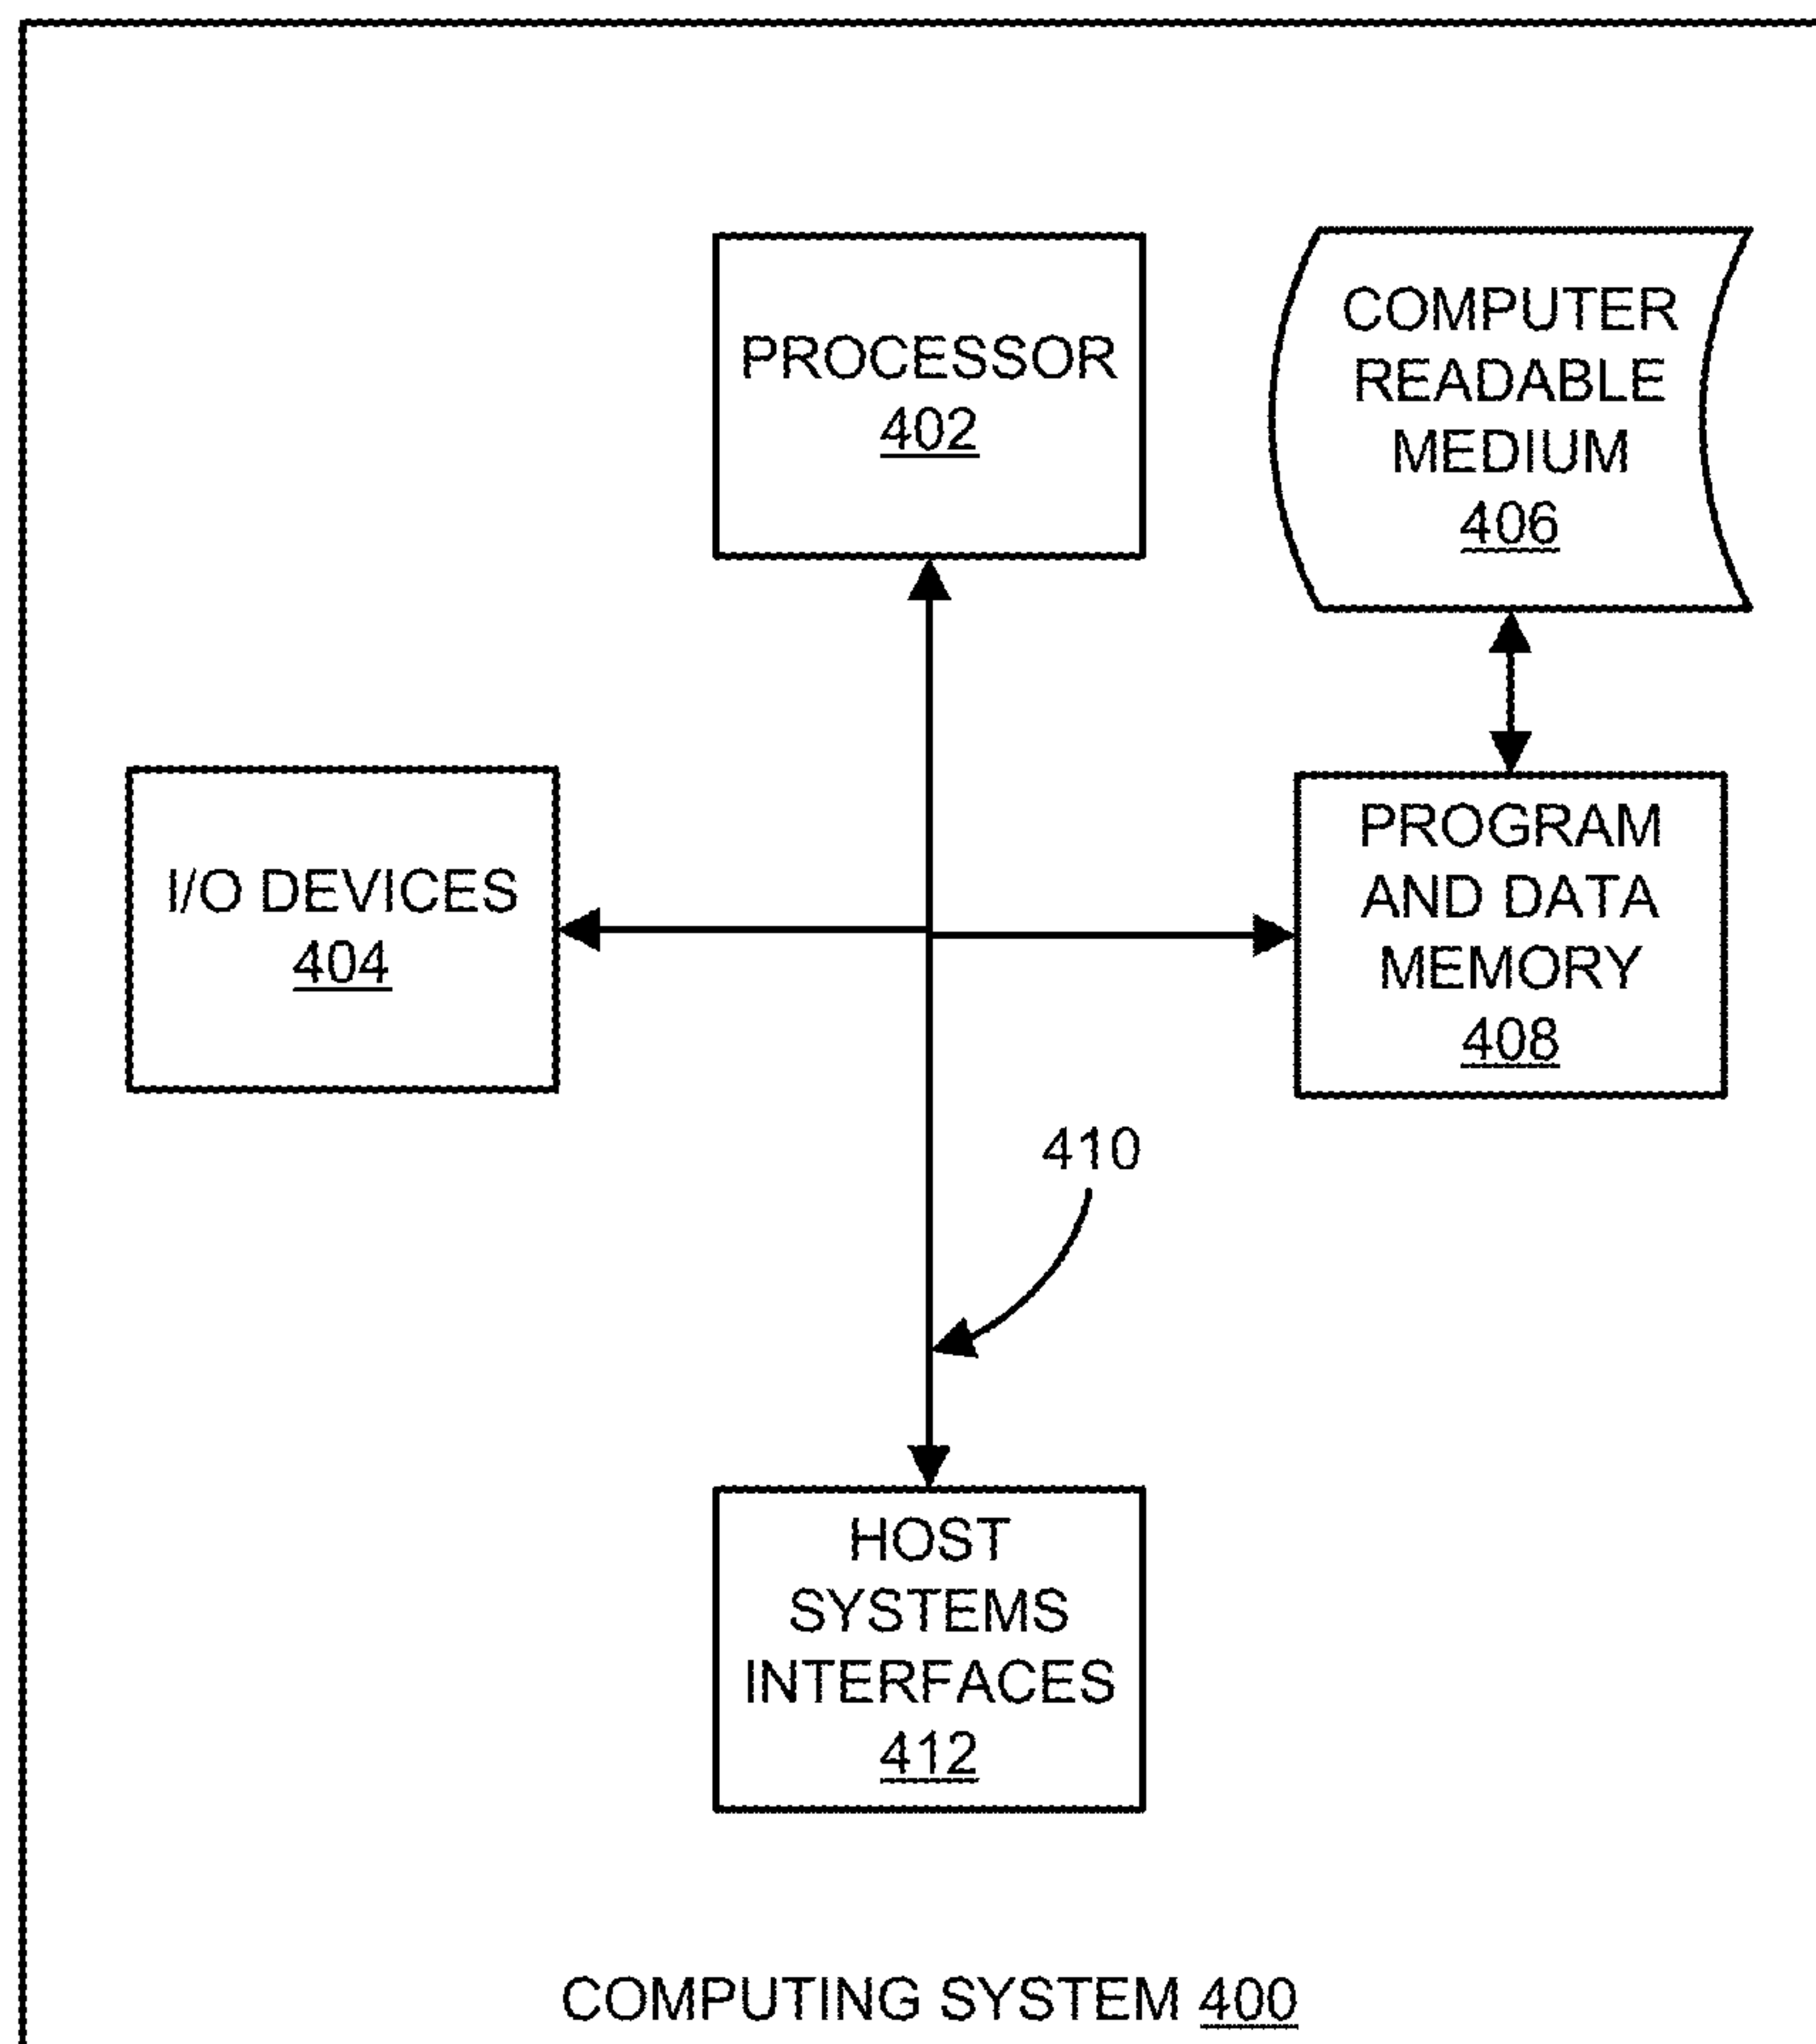 PROCESSOR
402
COMPUTER
READABLE
MEDIUM
406
I/O DEVICES
404
PROGRAM
AND DATA
MEMORY
408
410
HOST
SYSTEMS
INTERFACES
412
COMPUTING SYSTEM 400